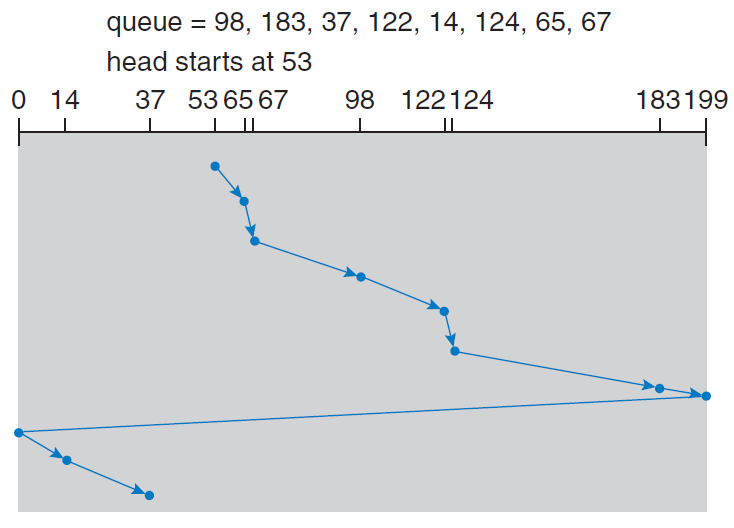 queue = 98, 183, 37, 122, 14, 124, 65, 67
head starts at 53
0 14 37 53 65 67 98 122 124 183 199